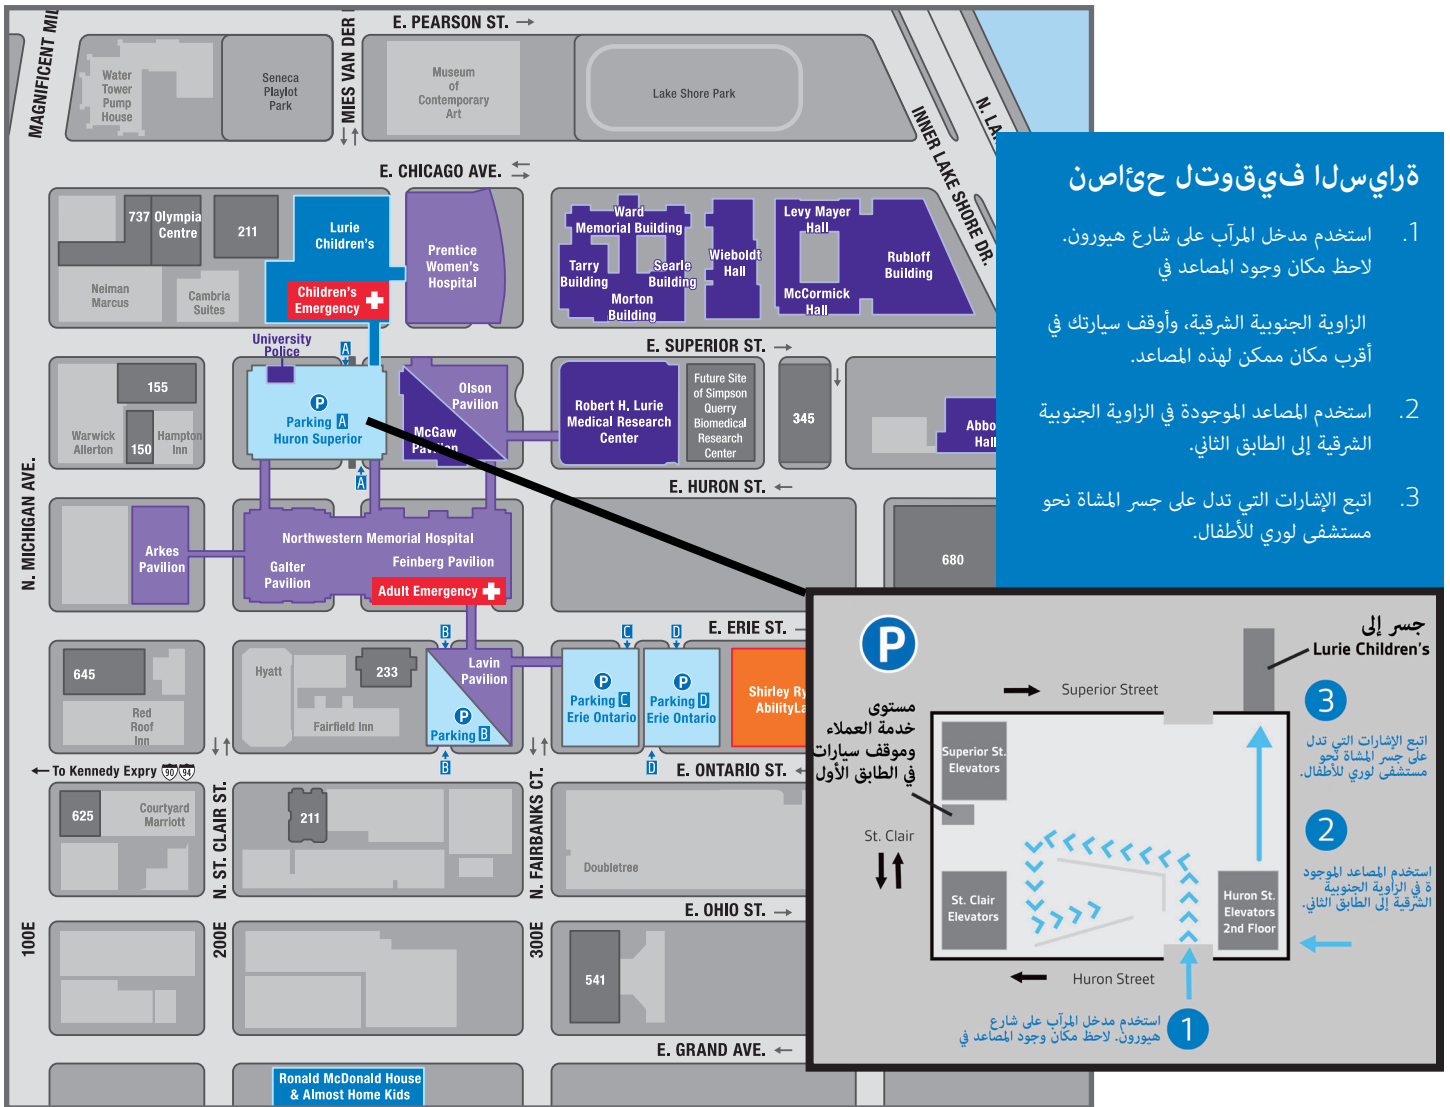 MAGNIFICENT MIL
E. PEARSON ST.
MIES VAN DER
Water
Tower
Pump
House
Seneca
Playlot
Park
Museum
of
Contemporary
Art
Lake Shore Park
N. LA
INNER LAKE SHORE DR.
E. CHICAGO AVE.
737
Olympia
Centre
211
Neiman
Marcus
Cambria
Suites
Lurie
Children's
Children's
Emergency
Prentice
Women's
Hospital
Ward
Memorial Building
Tarry
Building
Searle
Building
Morton
Building
Wieboldt
Hall
Levy Mayer
Hall
McCormick
Hall
Rubloff
Building
E. SUPERIOR ST.
University
Police
A
155
150
Warwick
Allerton
Hampton
Inn
P
Parking A
Huron Superior
A
Olson
Pavilion
McGaw
Pavilion
Robert H. Lurie
Medical Research
Center
Future Site
of Simpson
Querry
Biomedical
Research
Center
345
Abbo
Hal
E. HURON ST.
N. MICHIGAN AVE.
Arkes
Pavilion
Northwestern Memorial Hospital
Galter
Pavilion
Feinberg Pavilion
Adult Emergency
680
E. ERIE ST.
645
Red
Roof
Inn
Hyatt
233
Fairfield Inn
B
Lavin
Pavilion
P
Parking B
B
C
P
Parking C
Erie Ontario
D
P
Parking D
Erie Ontario
D
Shirley Ry
AbilityLa
To Kennedy Expry 90 94
E. ONTARIO ST.
625
Courtyard
Marriott
N. ST. CLAIR ST.
211
N. FAIRBANKS CT.
Doubletree
E. OHIO ST.
100E
200E
300E
541
E. GRAND AVE.
Ronald McDonald House
& Almost Home Kids
ةرايسلا فيقوتل حئاصن
1. استخدم مدخل المرآب على شارع هيورون.
لاحظ مكان وجود المصاعد في
الزاوية الجنوبية الشرقية، وأوقف سيارتك في
أقرب مكان ممكن لهذه المصاعد.
2. استخدم المصاعد الموجودة في الزاوية الجنوبية
الشرقية إلى الطابق الثاني.
3. اتبع الإشارات التي تدل على جسر المشاة نحو
مستشفى لوري للأطفال.
P
جسر إلى
Lurie Children's
Superior Street
مستوى
خدمة العملاء
وموقف سيارات
في الطابق الأول
Superior St.
Elevators
St. Clair
St. Clair
Elevators
Huron St.
Elevators
2nd Floor
Huron Street
3
اتبع الإشارات التي تدل
على جسر المشاة نحو
مستشفى لوري للأطفال.
2
استخدم المصاعد الموجود
ة في الزاوية الجنوبية
الشرقية إلى الطابق الثاني.
1
استخدم مدخل المرآب على شارع
هيورون. لاحظ مكان وجود المصاعد في